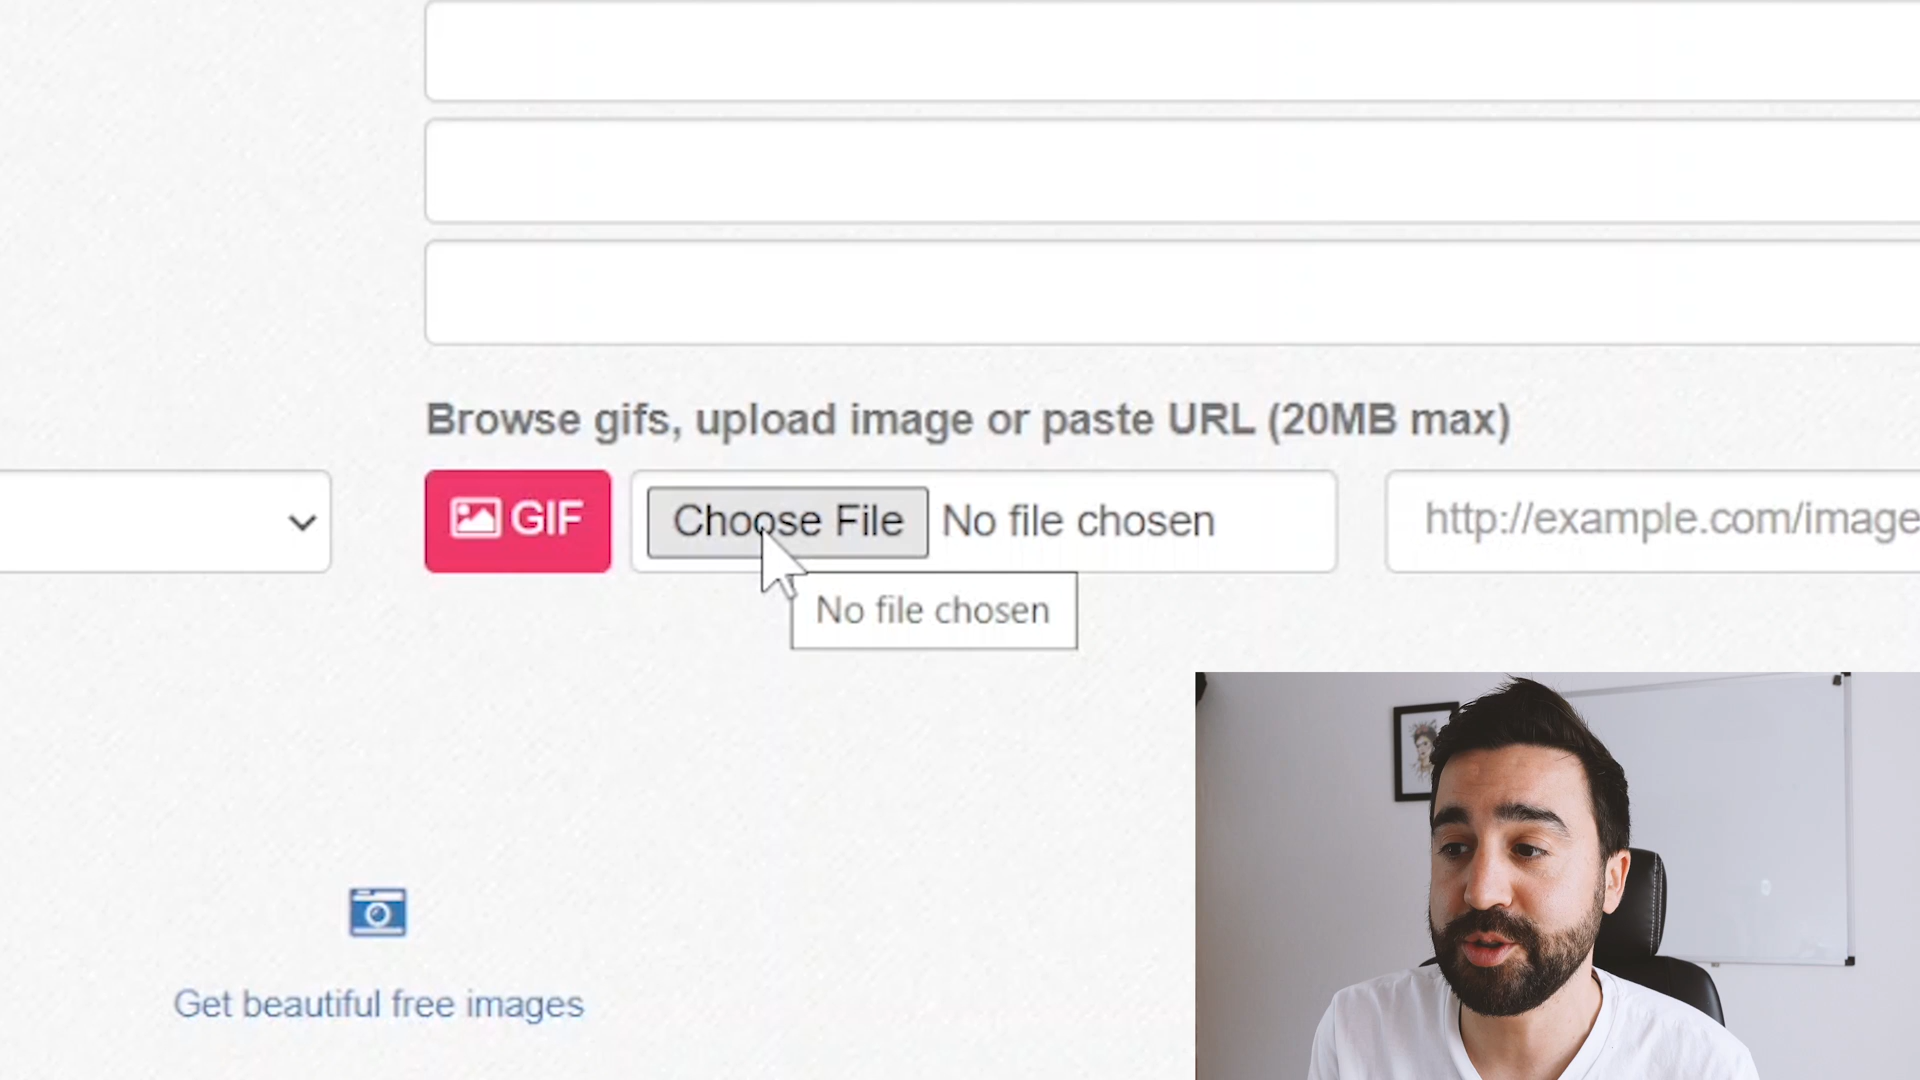 Browse gifs, upload image or paste URL (20MB max)
GIF
Choose File
No file chosen
http://example.com/image
No file chosen
Get beautiful free images